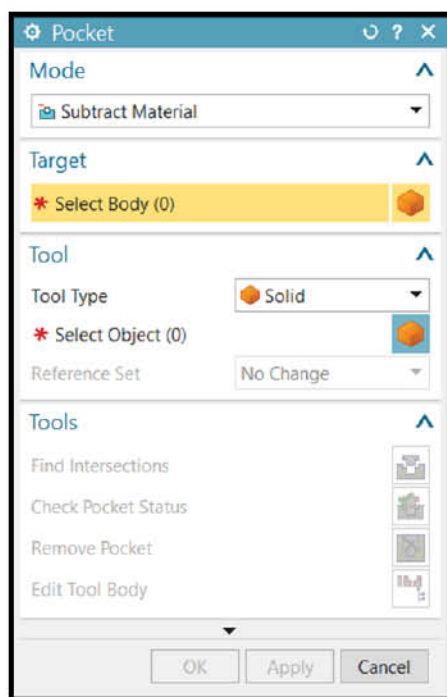 Pocket
Mode
Subtract Material
Target
* Select Body (0)
Tool
Tool Type Solid
* Select Object (0)
Reference Set No Change
Tools
Find Intersections
Check Pocket Status
Remove Pocket
Edit Tool Body
OK Apply Cancel